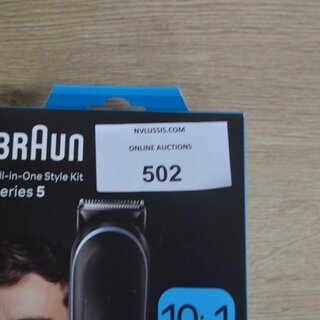 BRAUN
ll-in-One Style Kit
eries 5
NVLUSSIS.COM
ONLINE AUCTIONS
502
10 1